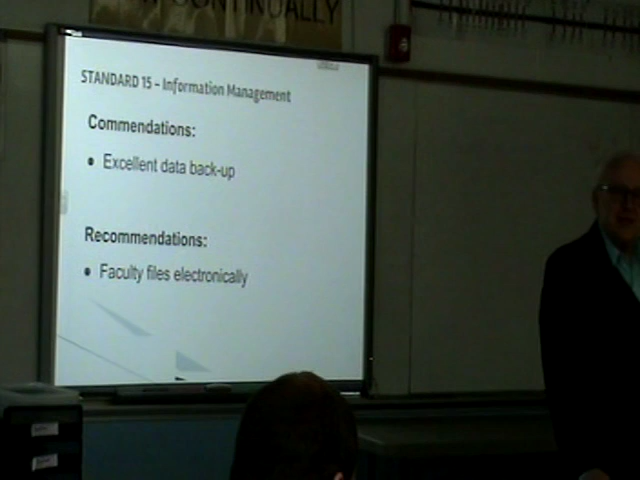 CONTINUALLY
STANDARD 15 - Information Management
Commendations:
• Excellent data back-up
Recommendations:
• Faculty files electronically